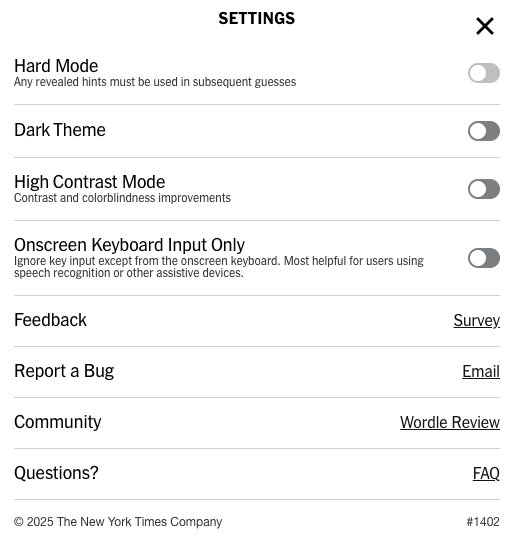 SETTINGS
Hard Mode
Any revealed hints must be used in subsequent guesses
Dark Theme
High Contrast Mode
Contrast and colorblindness improvements
Onscreen Keyboard Input Only
Ignore key input except from the onscreen keyboard. Most helpful for users using
speech recognition or other assistive devices.
Feedback
Survey
Report a Bug
Email
Community
Wordle Review
Questions?
FAQ
© 2025 The New York Times Company
#1402